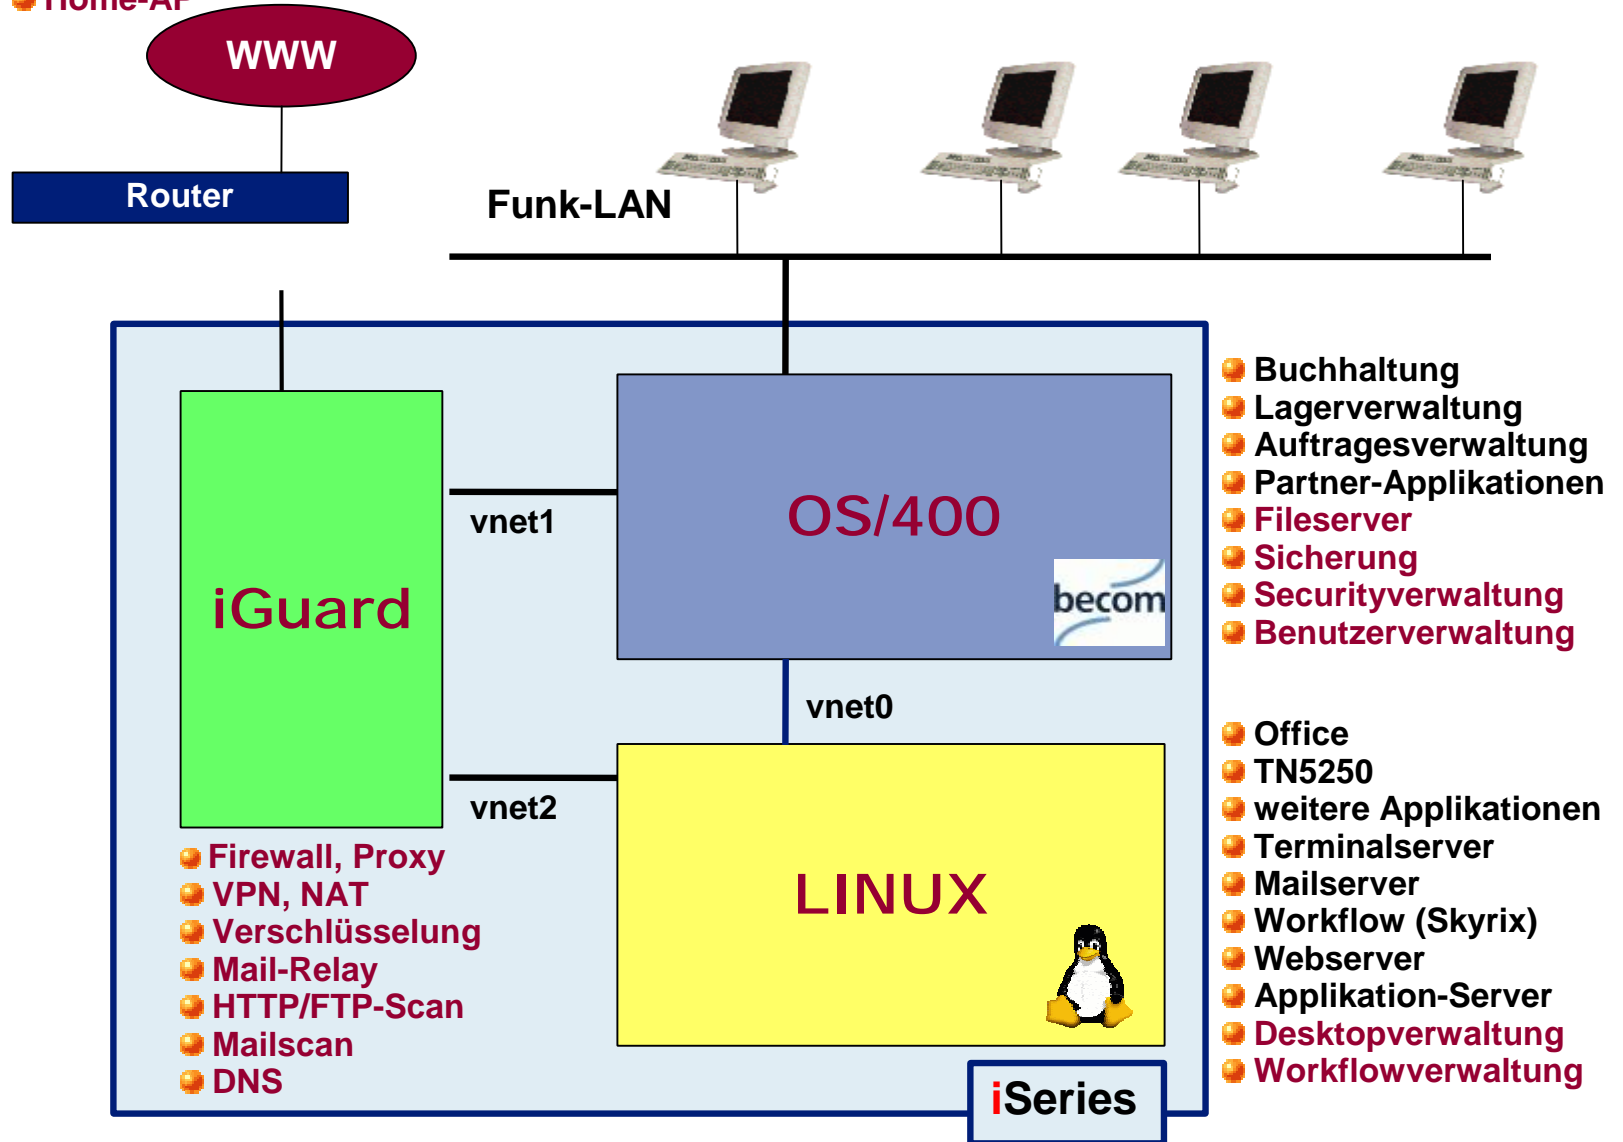 Home-AP
WWW
Router
Funk-LAN
iGuard
vnet1
OS/400
becom
vnet0
vnet2
LINUX
Firewall, Proxy
VPN, NAT
Verschlüsselung
Mail-Relay
HTTP/FTP-Scan
Mailscan
DNS
iSeries
Buchhaltung
Lagerverwaltung
Auftragesverwaltung
Partner-Applikationen
Fileserver
Sicherung
Securityverwaltung
Benutzerverwaltung
Office
TN5250
weitere Applikationen
Terminalserver
Mailserver
Workflow (Skyrix)
Webserver
Applikation-Server
Desktopverwaltung
Workflowverwaltung